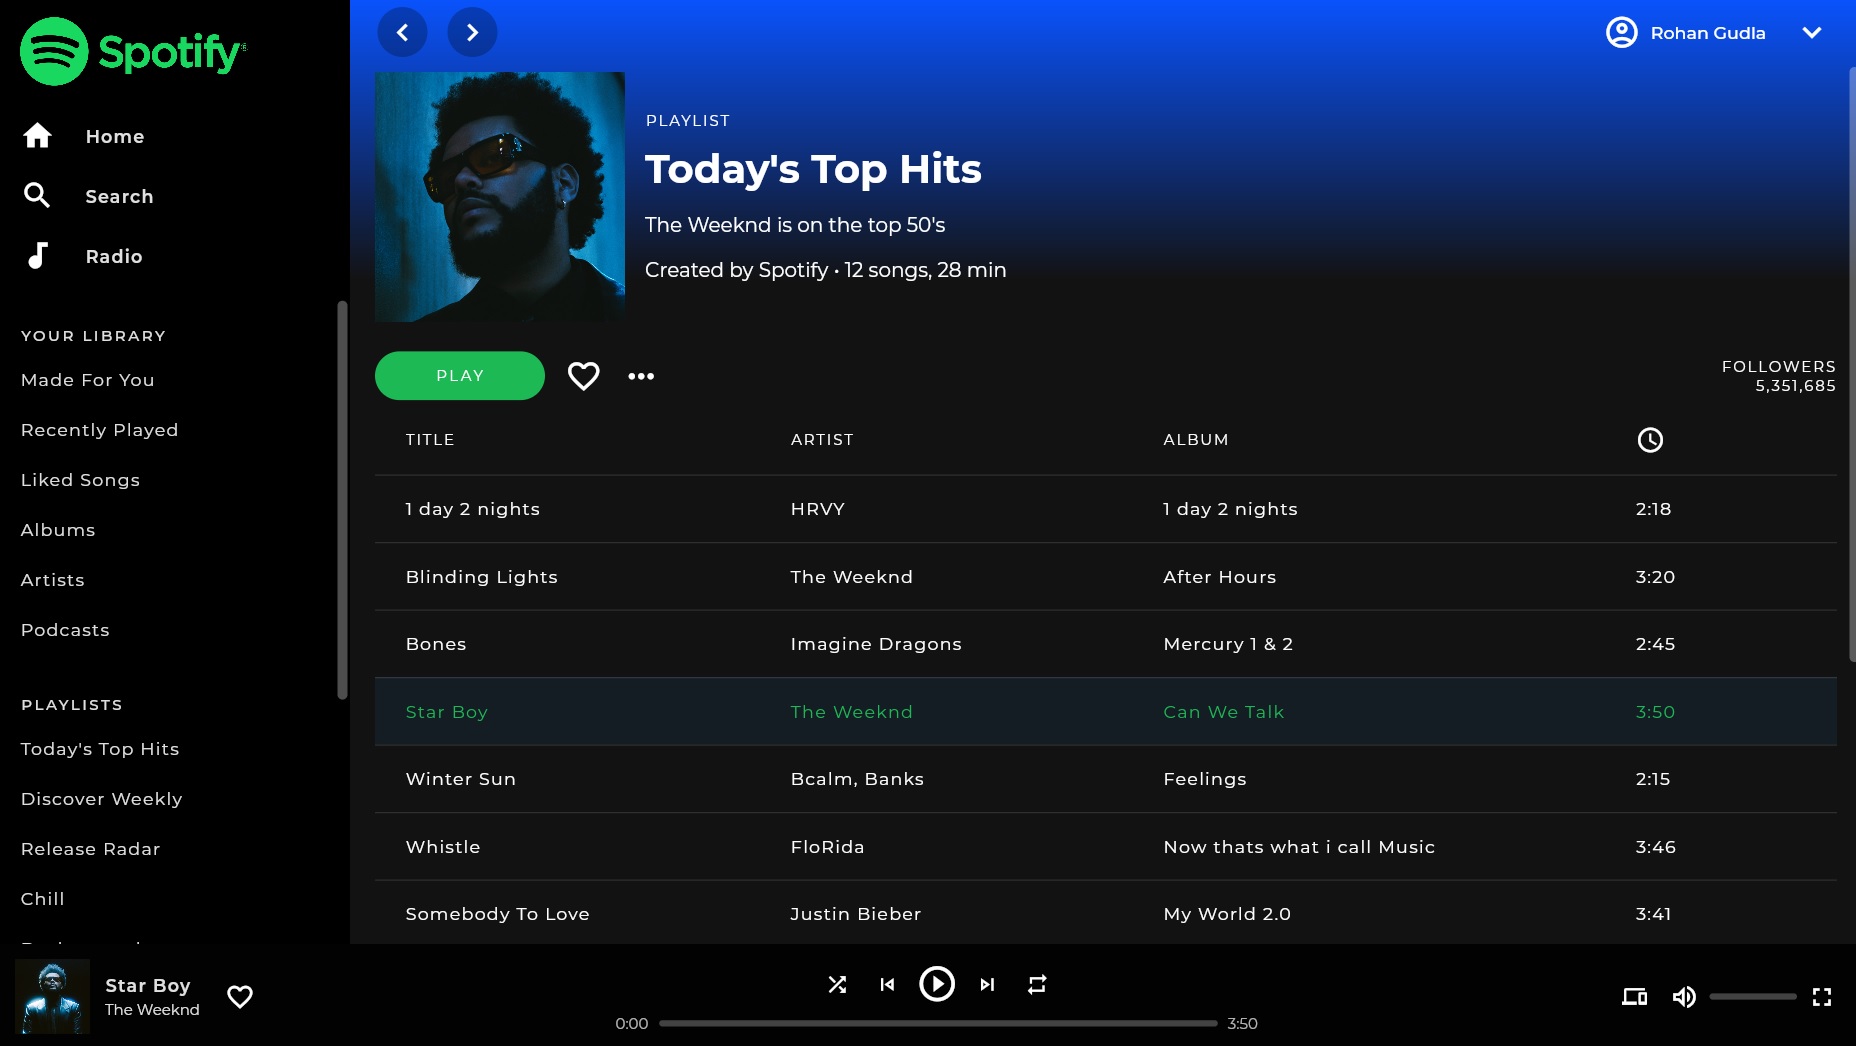 Spotify®
Home
Search
Radio
YOUR LIBRARY
Made For You
Recently Played
Liked Songs
Albums
Artists
Podcasts
PLAYLISTS
Today's Top Hits
Discover Weekly
Release Radar
Chill
Rohan Gudla
PLAYLIST
Today's Top Hits
The Weeknd is on the top 50's
Created by Spotify • 12 songs, 28 min
PLAY
FOLLOWERS
5,351,685
TITLE ARTIST ALBUM
1 day 2 nights HRVY 1 day 2 nights 2:18
Blinding Lights The Weeknd After Hours 3:20
Bones Imagine Dragons Mercury 1 & 2 2:45
Star Boy The Weeknd Can We Talk 3:50
Winter Sun Bcalm, Banks Feelings 2:15
Whistle FloRida Now thats what i call Music 3:46
Somebody To Love Justin Bieber My World 2.0 3:41
Star Boy
The Weeknd
0:00 3:50